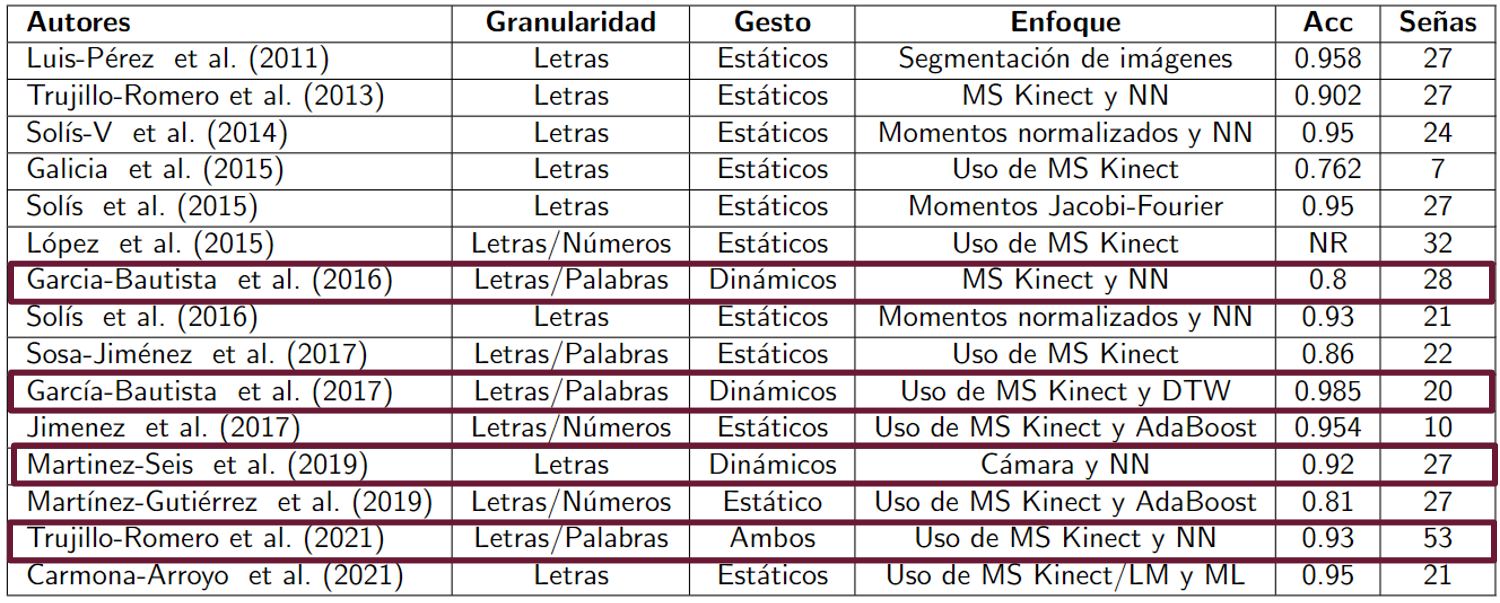 Autores Granularidad Gesto Enfoque Acc Señas
Luis-Pérez et al. (2011) Letras Estáticos Segmentación de imágenes 0.958 27
Trujillo-Romero et al. (2013) Letras Estáticos MS Kinect y NN 0.902 27
Solís-V et al. (2014) Letras Estáticos Momentos normalizados y NN 0.95 24
Galicia et al. (2015) Letras Estáticos Uso de MS Kinect 0.762 7
Solís et al. (2015) Letras Estáticos Momentos Jacobi-Fourier 0.95 27
López et al. (2015) Letras/Números Estáticos Uso de MS Kinect NR 32
Garcia-Bautista et al. (2016) Letras/Palabras Dinámicos MS Kinect y NN 0.8 28
Solís et al. (2016) Letras Estáticos Momentos normalizados y NN 0.93 21
Sosa-Jiménez et al. (2017) Letras/Palabras Estáticos Uso de MS Kinect 0.86 22
García-Bautista et al. (2017) Letras/Palabras Dinámicos Uso de MS Kinect y DTW 0.985 20
Jimenez et al. (2017) Letras/Números Estáticos Uso de MS Kinect y AdaBoost 0.954 10
Martinez-Seis et al. (2019) Letras Dinámicos Cámara y NN 0.92 27
Martínez-Gutiérrez et al. (2019) Letras/Números Estático Uso de MS Kinect y AdaBoost 0.81 27
Trujillo-Romero et al. (2021) Letras/Palabras Ambos Uso de MS Kinect y NN 0.93 53
Carmona-Arroyo et al. (2021) Letras Estáticos Uso de MS Kinect/LM y ML 0.95 21